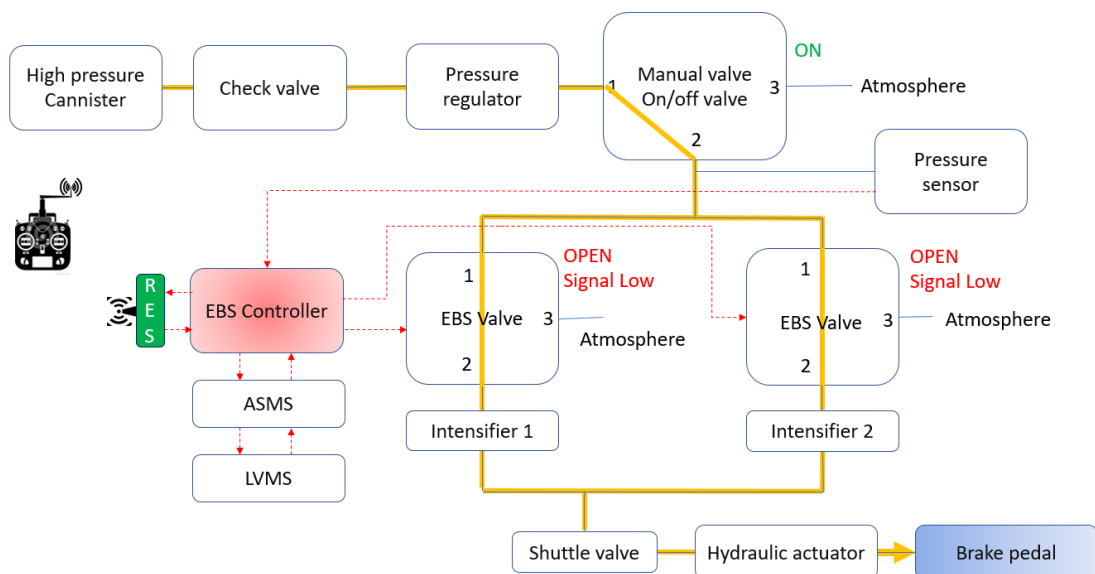 High pressure
Cannister
Check valve
Pressure
regulator
Manual valve
On/off valve
1
2
3
ON
Atmosphere
Pressure
sensor
R
E
S
EBS Controller
1
EBS Valve
2
3
OPEN
Signal Low
Atmosphere
1
EBS Valve
2
3
OPEN
Signal Low
Atmosphere
ASMS
LVMS
Intensifier 1
Intensifier 2
Shuttle valve
Hydraulic actuator
Brake pedal